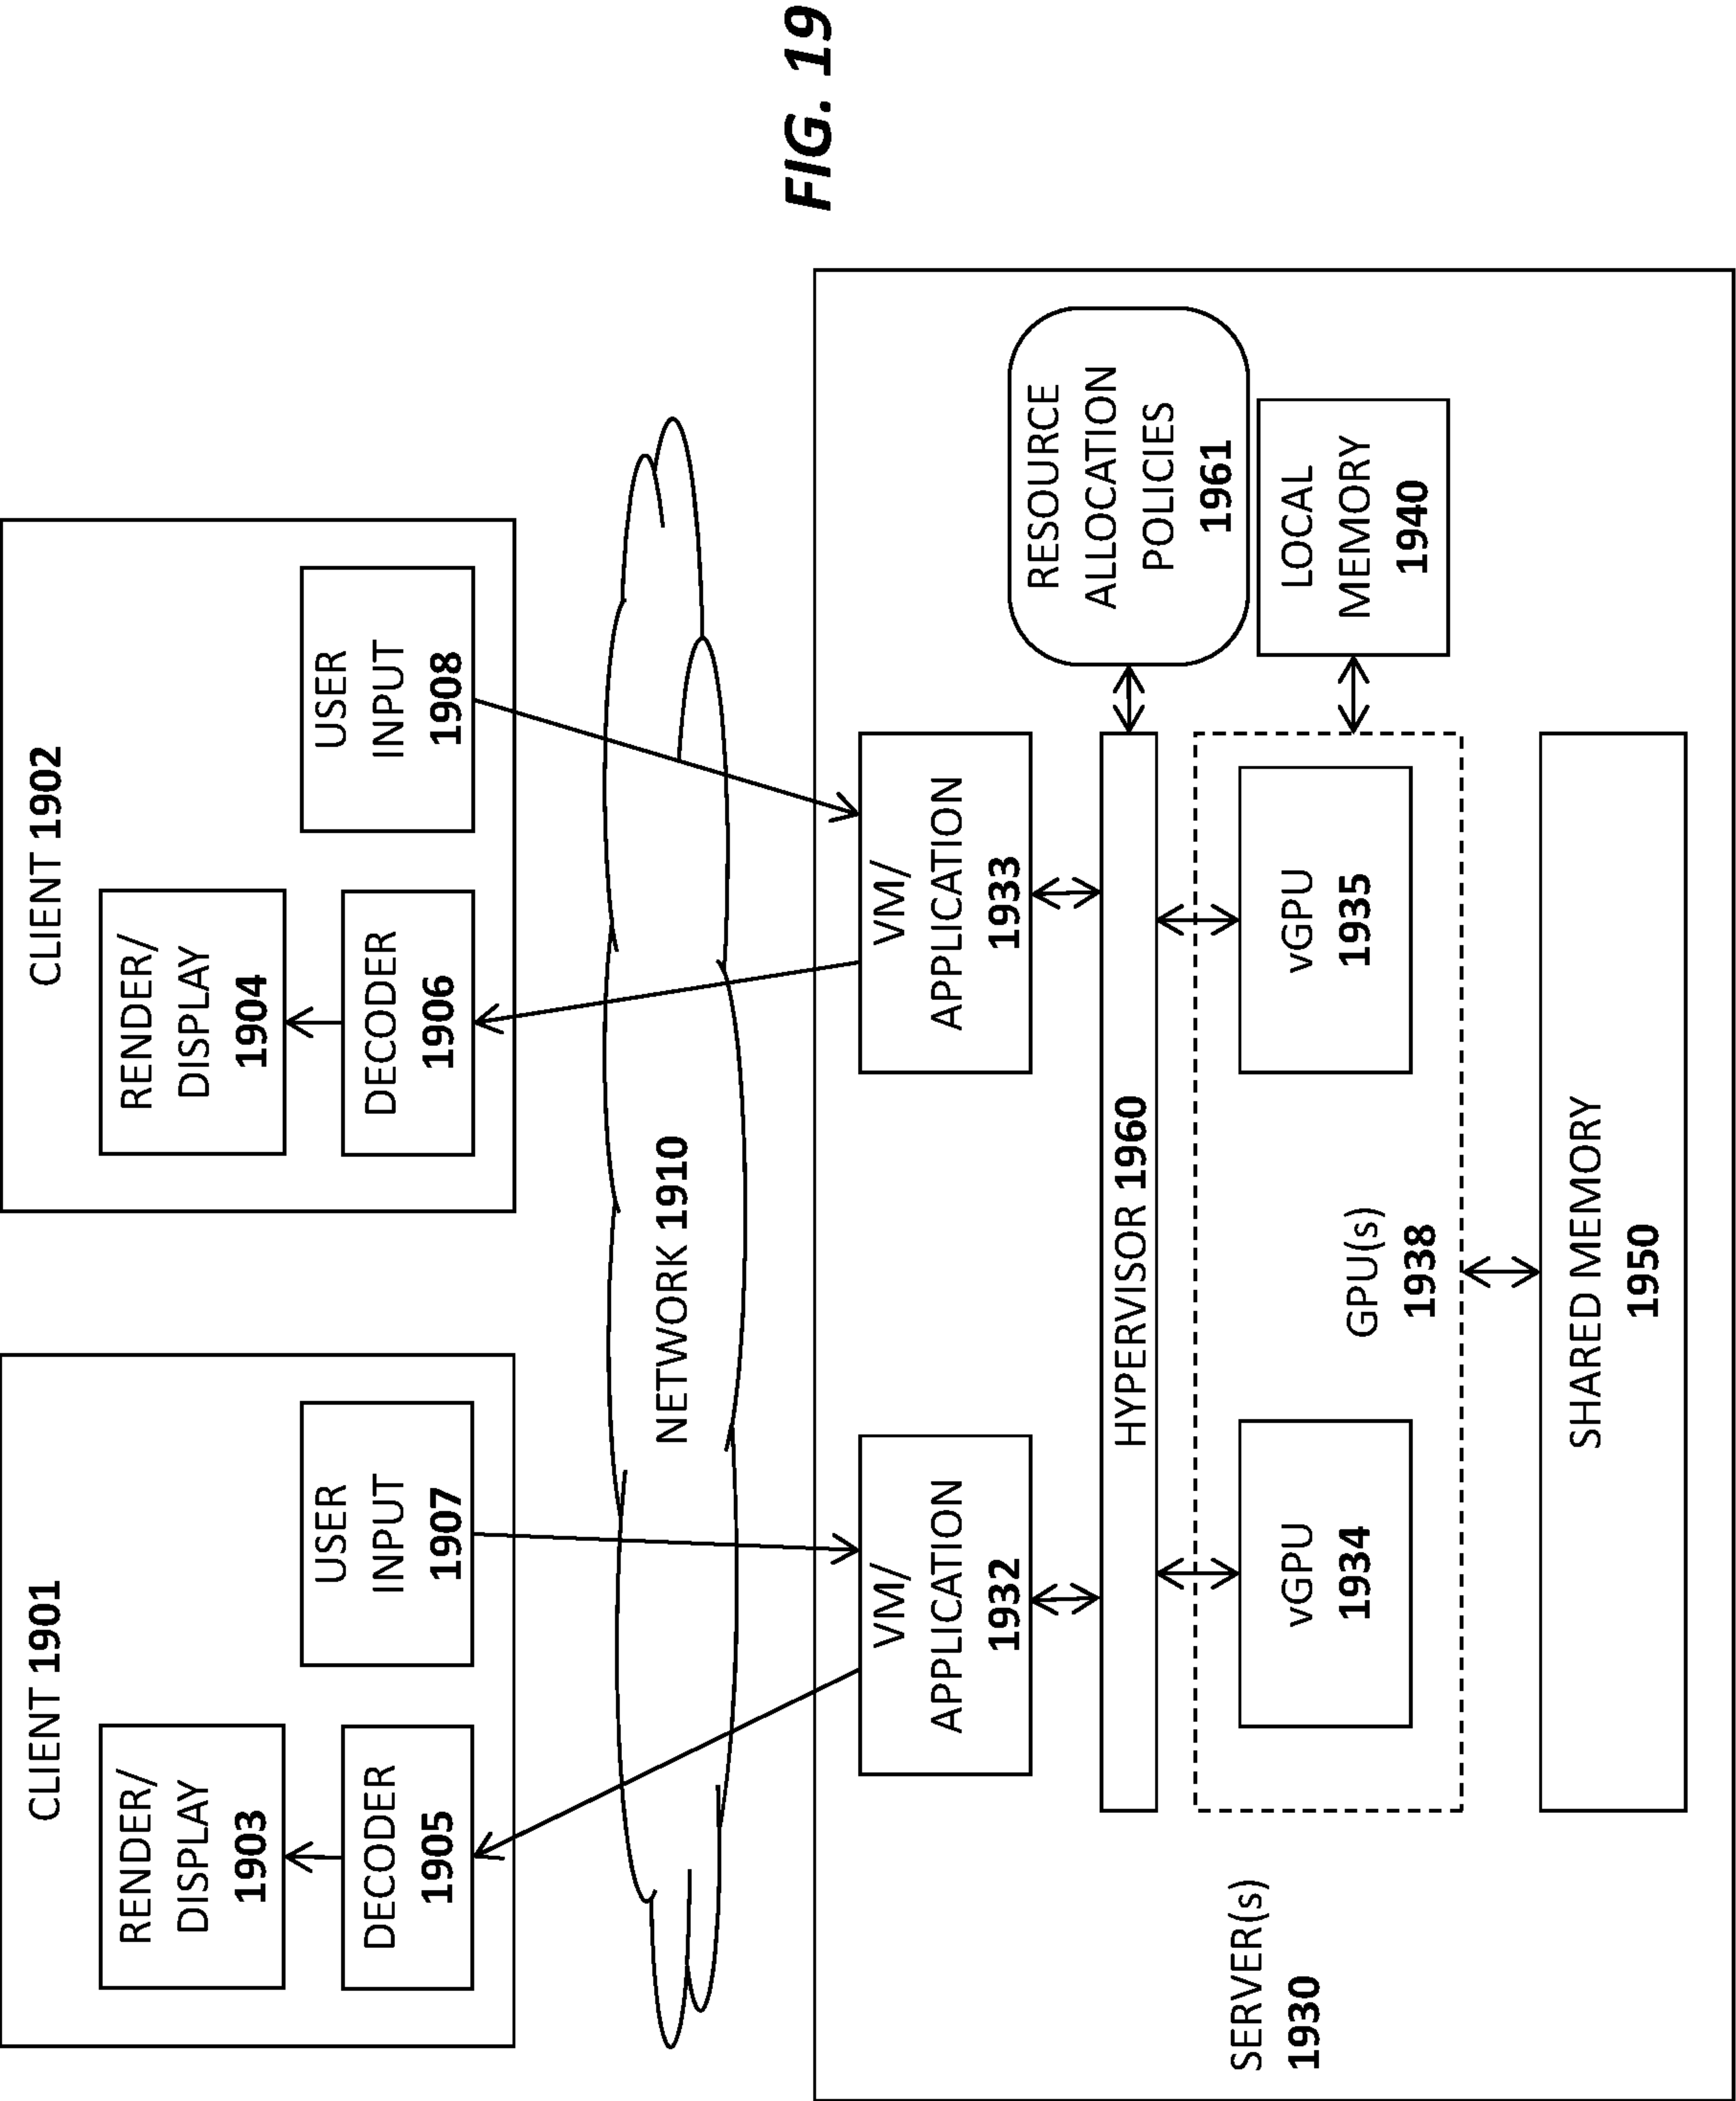 CLIENT 1901
RENDER/
DISPLAY
1903
DECODER
1905
USER
INPUT
1907
CLIENT 1902
RENDER/
DISPLAY
1904
DECODER
1906
USER
INPUT
1908
NETWORK 1910
SERVER(s)
1930
VM/
APPLICATION
1932
VM/
APPLICATION
1933
HYPERVISOR 1960
RESOURCE
ALLOCATION
POLICIES
1961
vGPU
1934
GPU(s)
1938
vGPU
1935
LOCAL
MEMORY
1940
SHARED MEMORY
1950
FIG. 19